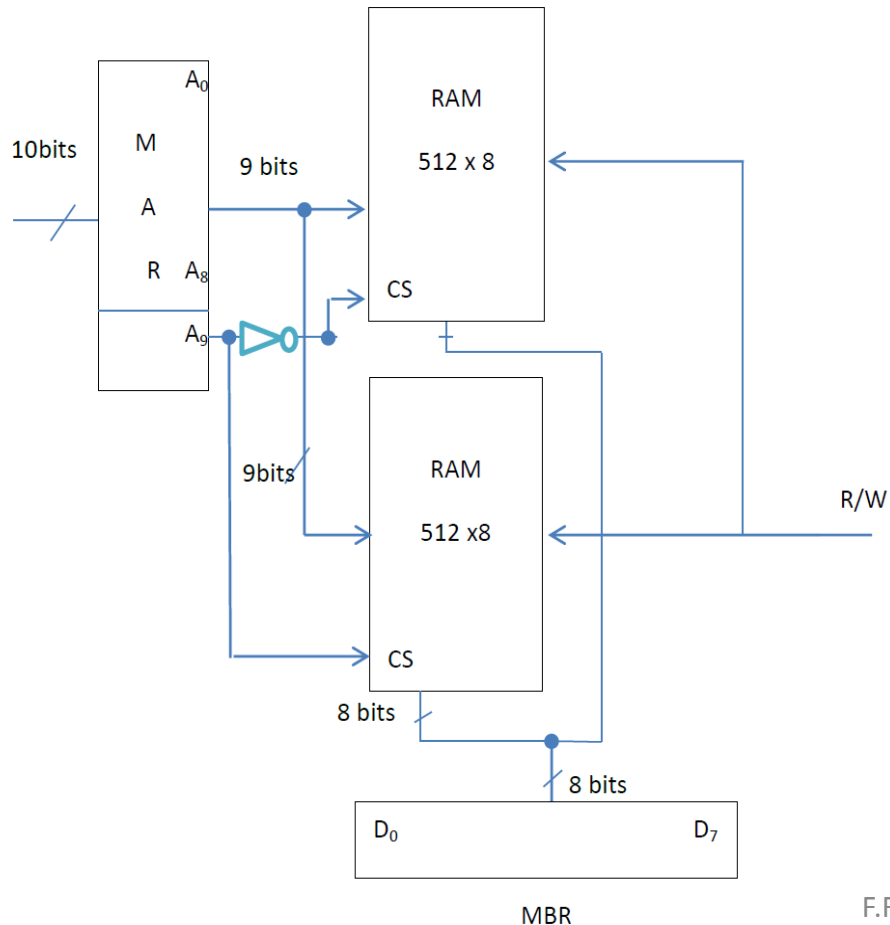 A₀
RAM
10bits
M
9 bits
512 x 8
A
R
A₈
CS
A₉
9bits
RAM
R/W
512 x8
CS
8 bits
8 bits
D₀
D₇
MBR